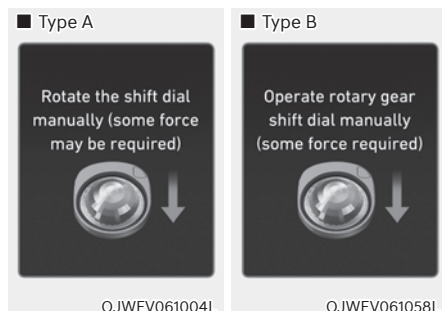 ■ Type A
Rotate the shift dial
manually (some force
may be required)
OJWEV061004L
■ Type B
Operate rotary gear
shift dial manually
(some force required)
OJWEV061058L